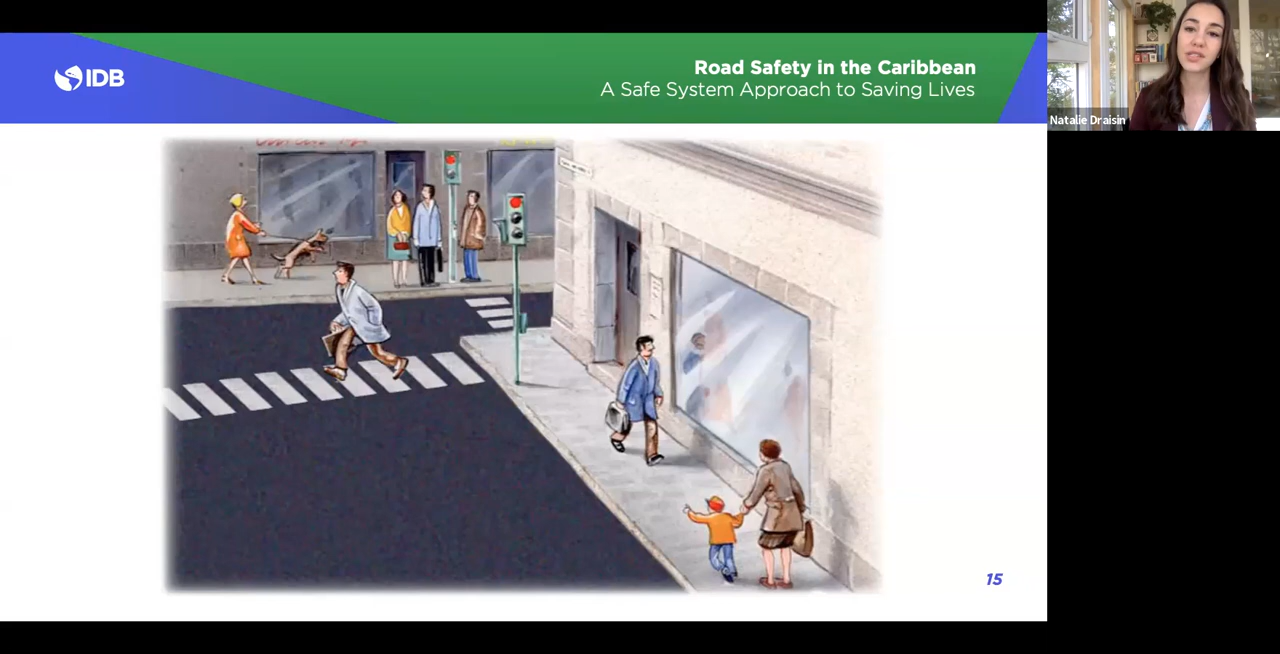 IDB
Road Safety in the Caribbean
A Safe System Approach to Saving Lives
Natalie Draisin
15